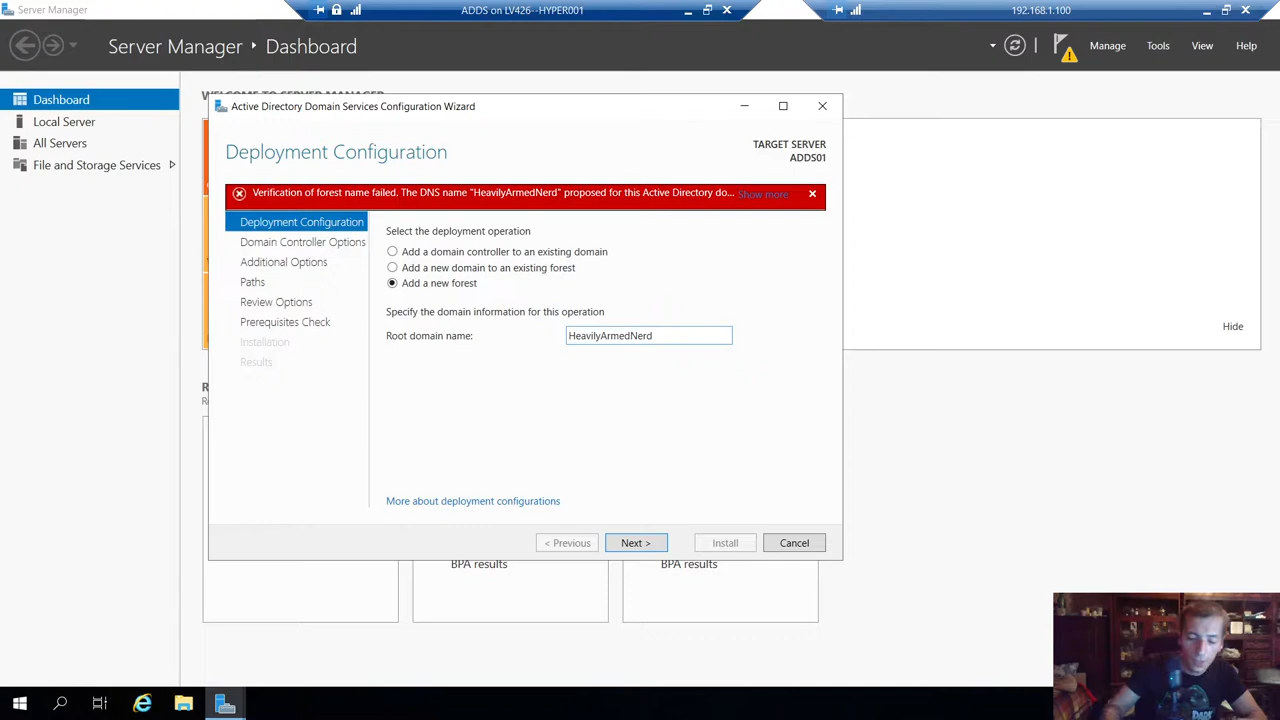 Server Manager
ADDS on LV426--HYPER001
192.168.1.100
Server Manager
Dashboard
Manage
Tools
View
Help
Dashboard
Local Server
All Servers
File and Storage Services
WELCOME TO SERVER MANAGER
Active Directory Domain Services Configuration Wizard
Deployment Configuration
TARGET SERVER
ADDS01
Verification of forest name failed. The DNS name "HeavilyArmedNerd" proposed for this Active Directory do...
Show more
Deployment Configuration
Domain Controller Options
Additional Options
Paths
Review Options
Prerequisites Check
Installation
Results
Select the deployment operation
Add a domain controller to an existing domain
Add a new domain to an existing forest
Add a new forest
Specify the domain information for this operation
Root domain name:
HeavilyArmedNerd
More about deployment configurations
< Previous
Next >
Install
Cancel
Hide
BPA results
BPA results